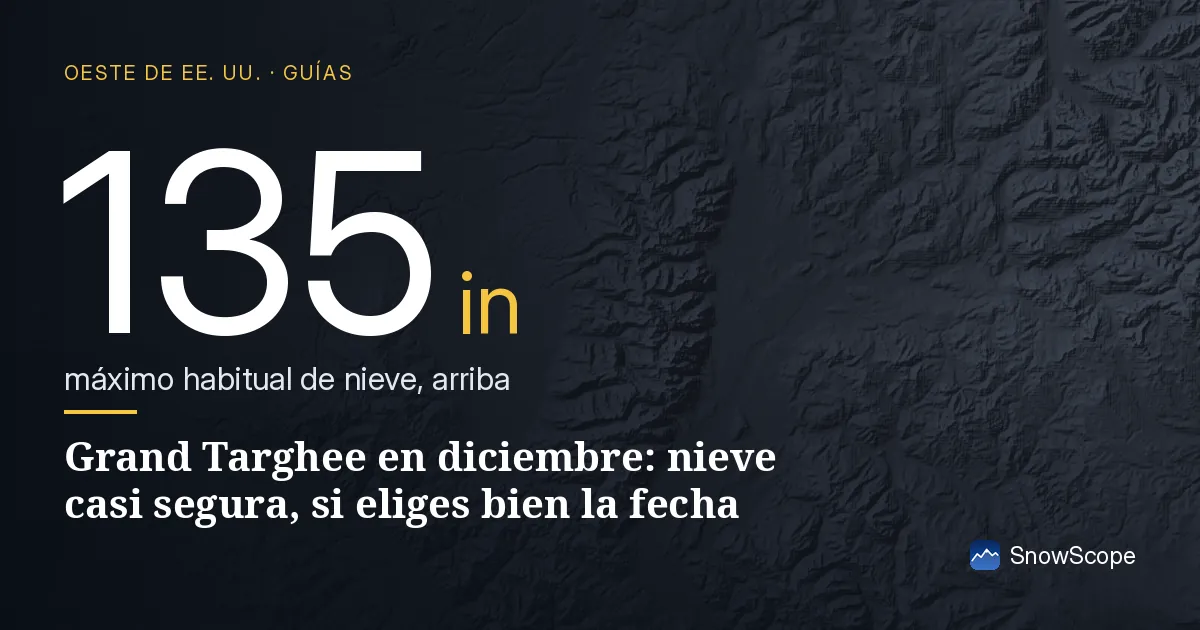 OESTE DE EE. UU. · GUÍAS
135 in
máximo habitual de nieve, arriba
Grand Targhee en diciembre: nieve
casi segura, si eliges bien la fecha
SnowScope